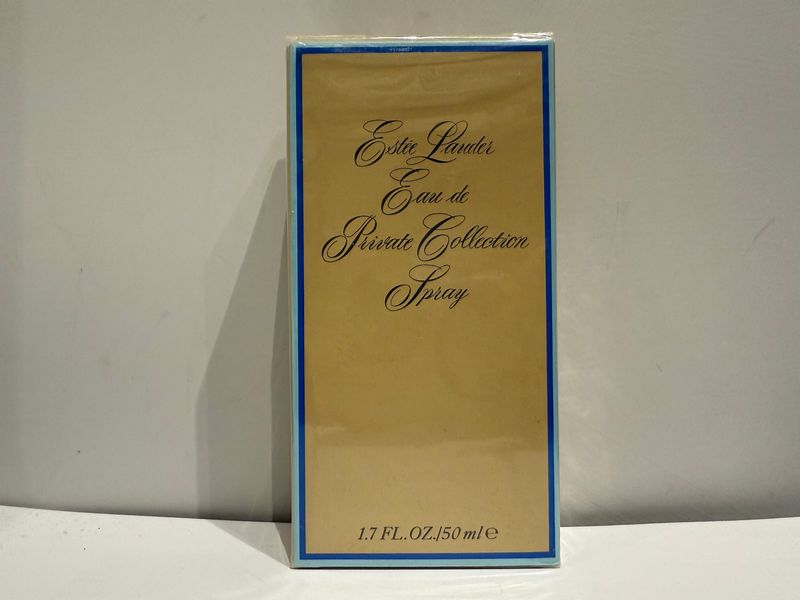 Estée Lauder
Eau de
Private Collection
Spray
1.7 FL.OZ./50 ml ℮